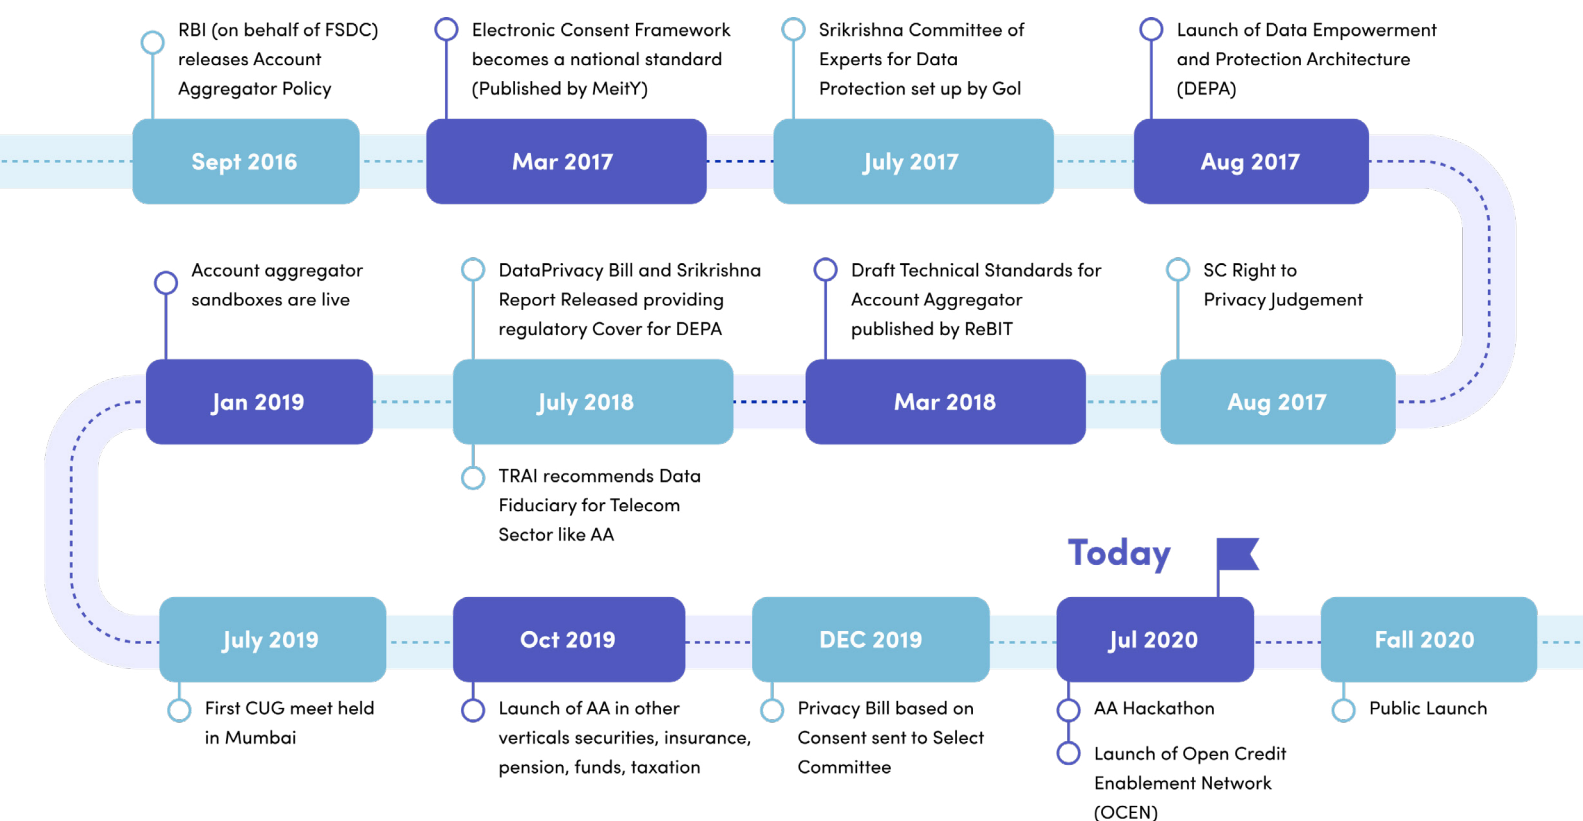 RBI (on behalf of FSDC)
releases Account
Aggregator Policy
Sept 2016
Electronic Consent Framework
becomes a national standard
(Published by MeitY)
Mar 2017
Srikrishna Committee of
Experts for Data
Protection set up by GoI
July 2017
Launch of Data Empowerment
and Protection Architecture
(DEPA)
Aug 2017
SC Right to
Privacy Judgement
Aug 2017
Draft Technical Standards for
Account Aggregator
published by ReBIT
Mar 2018
DataPrivacy Bill and Srikrishna
Report Released providing
regulatory Cover for DEPA
July 2018
TRAI recommends Data
Fiduciary for Telecom
Sector like AA
Account aggregator
sandboxes are live
Jan 2019
July 2019
First CUG meet held
in Mumbai
Oct 2019
Launch of AA in other
verticals securities, insurance,
pension, funds, taxation
DEC 2019
Privacy Bill based on
Consent sent to Select
Committee
Today
Jul 2020
AA Hackathon
Launch of Open Credit
Enablement Network
(OCEN)
Fall 2020
Public Launch